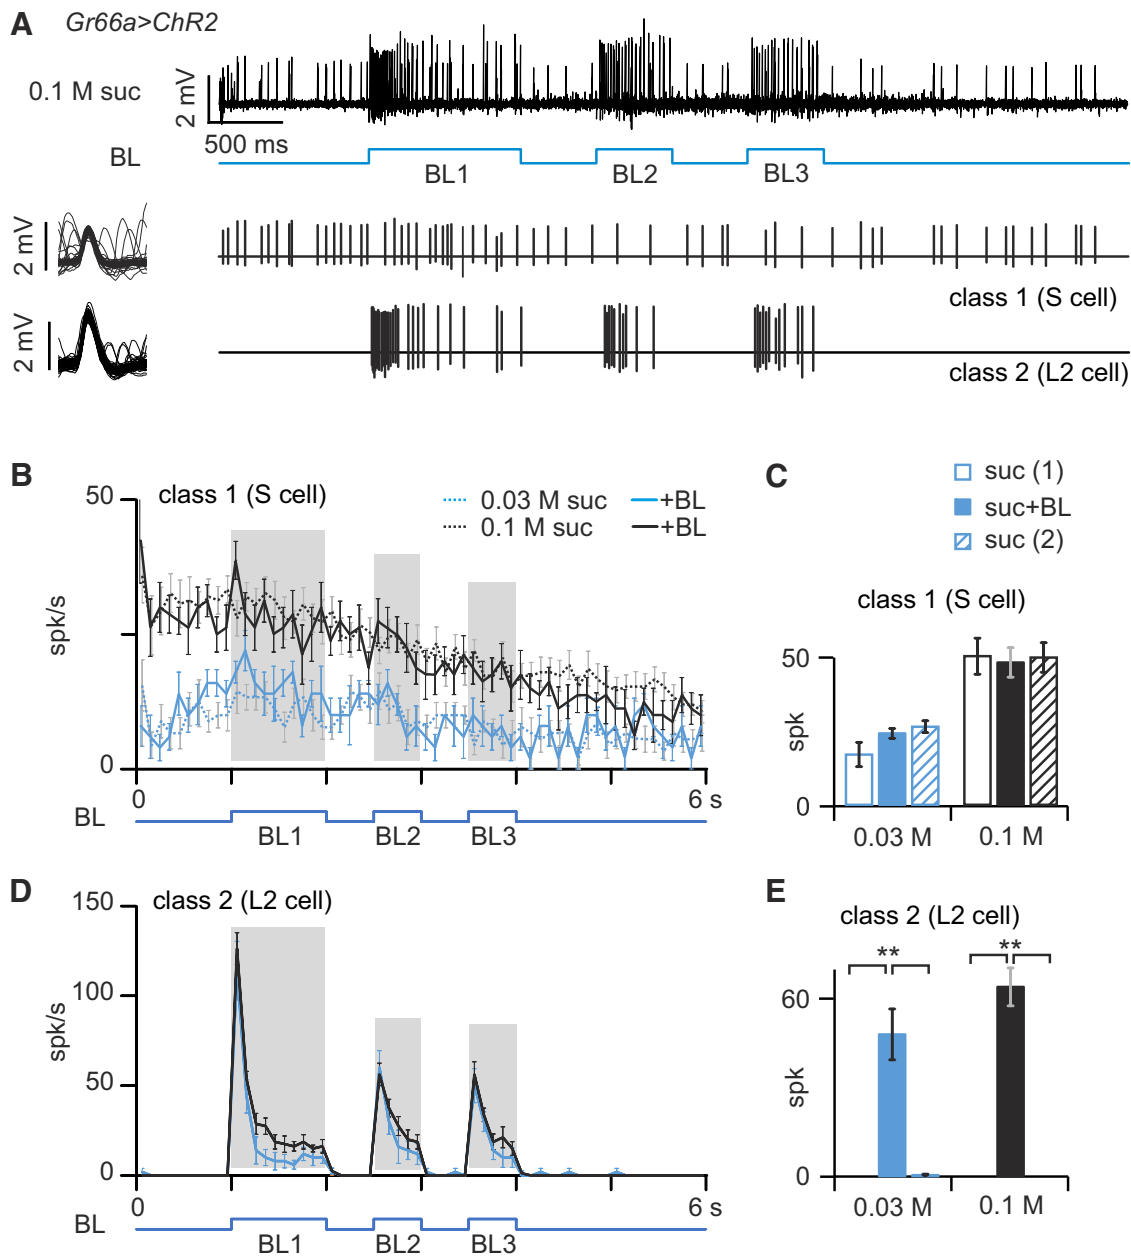 A
Gr66a>ChR2
0.1 M suc
2 mV
500 ms
BL
BL1
BL2
BL3
2 mV
class 1 (S cell)
2 mV
class 2 (L2 cell)
B
class 1 (S cell)
0.03 M suc
+BL
0.1 M suc
+BL
50
spk/s
0
0
6 s
BL
BL1
BL2
BL3
C
suc (1)
suc+BL
suc (2)
class 1 (S cell)
50
spk
0
0.03 M
0.1 M
D
class 2 (L2 cell)
150
100
spk/s
50
0
0
6 s
BL
BL1
BL2
BL3
E
class 2 (L2 cell)
**
**
60
spk
0
0.03 M
0.1 M